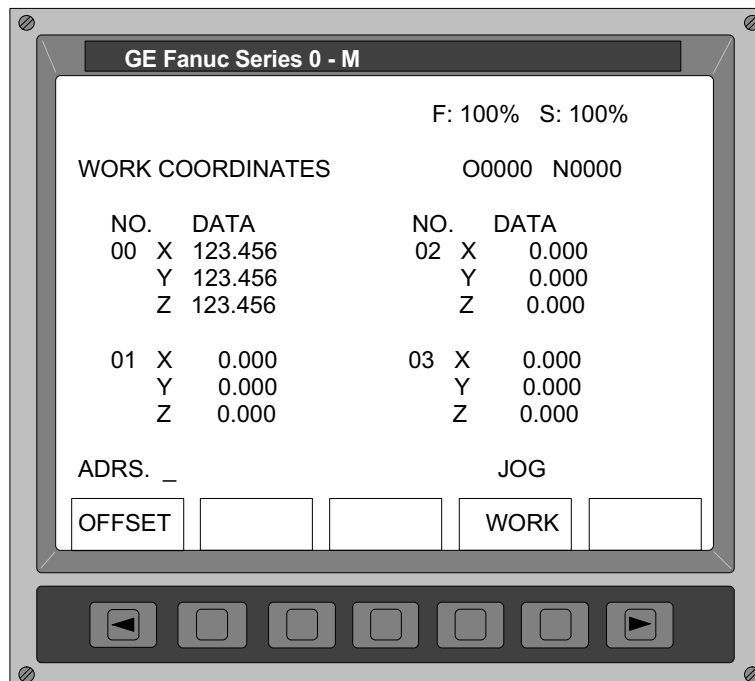 GE Fanuc Series 0 - M
F: 100% S: 100%
WORK COORDINATES O0000 N0000
NO. DATA NO. DATA
00 X 123.456 02 X 0.000
Y 123.456 Y 0.000
Z 123.456 Z 0.000
01 X 0.000 03 X 0.000
Y 0.000 Y 0.000
Z 0.000 Z 0.000
ADRS. _ JOG
OFFSET WORK